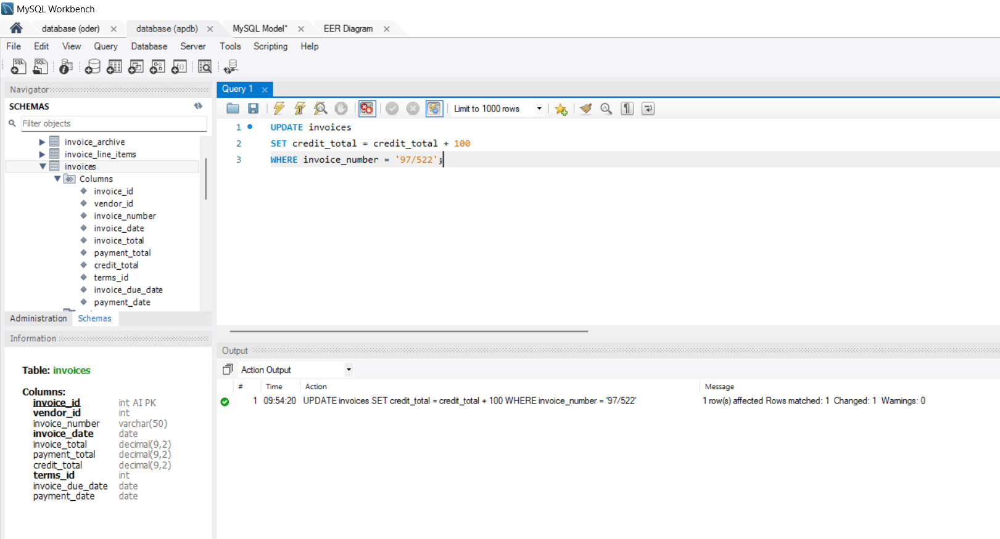 MySQL Workbench
database (oder)
database (apdb)
MySQL Model*
EER Diagram
File Edit View Query Database Server Tools Scripting Help
Navigator
SCHEMAS
Filter objects
invoice_archive
invoice_line_items
invoices
Columns
invoice_id
vendor_id
invoice_number
invoice_date
invoice_total
payment_total
credit_total
terms_id
invoice_due_date
payment_date
Administration Schemas
Information
Table: invoices
Columns:
invoice_id int AI PK
vendor_id int
invoice_number varchar(50)
invoice_date date
invoice_total decimal(9,2)
payment_total decimal(9,2)
credit_total decimal(9,2)
terms_id int
invoice_due_date date
payment_date date
Query 1
Limit to 1000 rows
1 UPDATE invoices
2 SET credit_total = credit_total + 100
3 WHERE invoice_number = '97/522';
Output
Action Output
# Time Action Message
1 09:54:20 UPDATE invoices SET credit_total = credit_total + 100 WHERE invoice_number = '97/522' 1 row(s) affected Rows matched: 1 Changed: 1 Warnings: 0